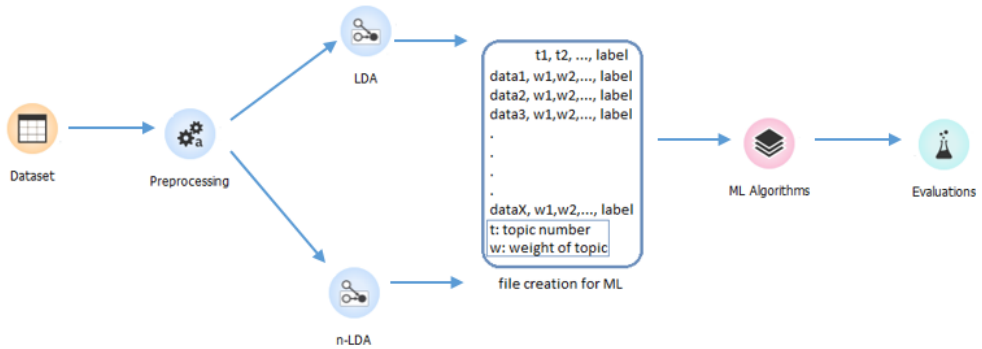 LDA
t1, t2, ..., label
data1, w1,w2,..., label
data2, w1,w2,..., label
data3, w1,w2,..., label
.
.
.
.
dataX, w1,w2,..., label
t: topic number
w: weight of topic
file creation for ML
Dataset
a
Preprocessing
ML Algorithms
Evaluations
n-LDA